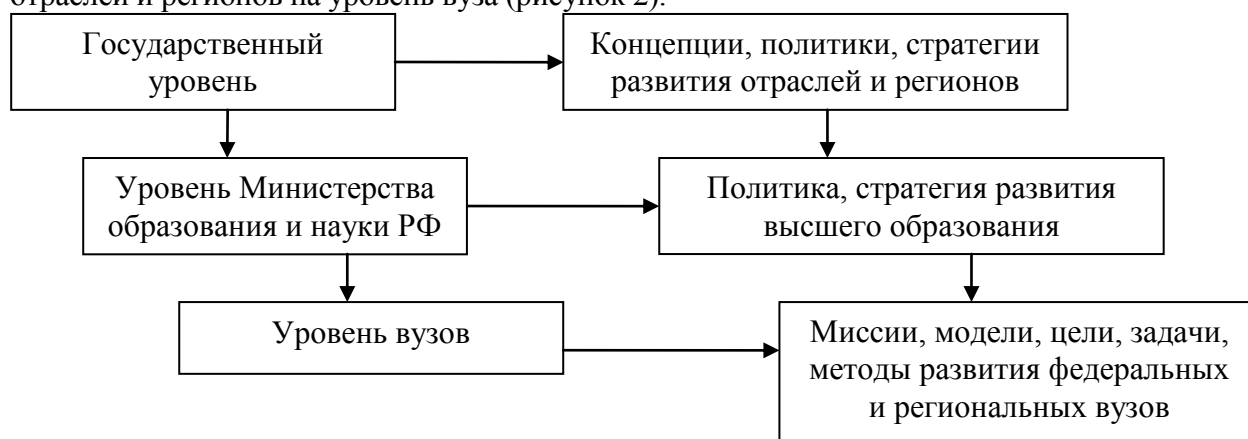 отраслей и регионов на уровень вуза (рисунок 2).
Государственный
уровень
Концепции, политики, стратегии
развития отраслей и регионов
Уровень Министерства
образования и науки РФ
Политика, стратегия развития
высшего образования
Уровень вузов
Миссии, модели, цели, задачи,
методы развития федеральных
и региональных вузов